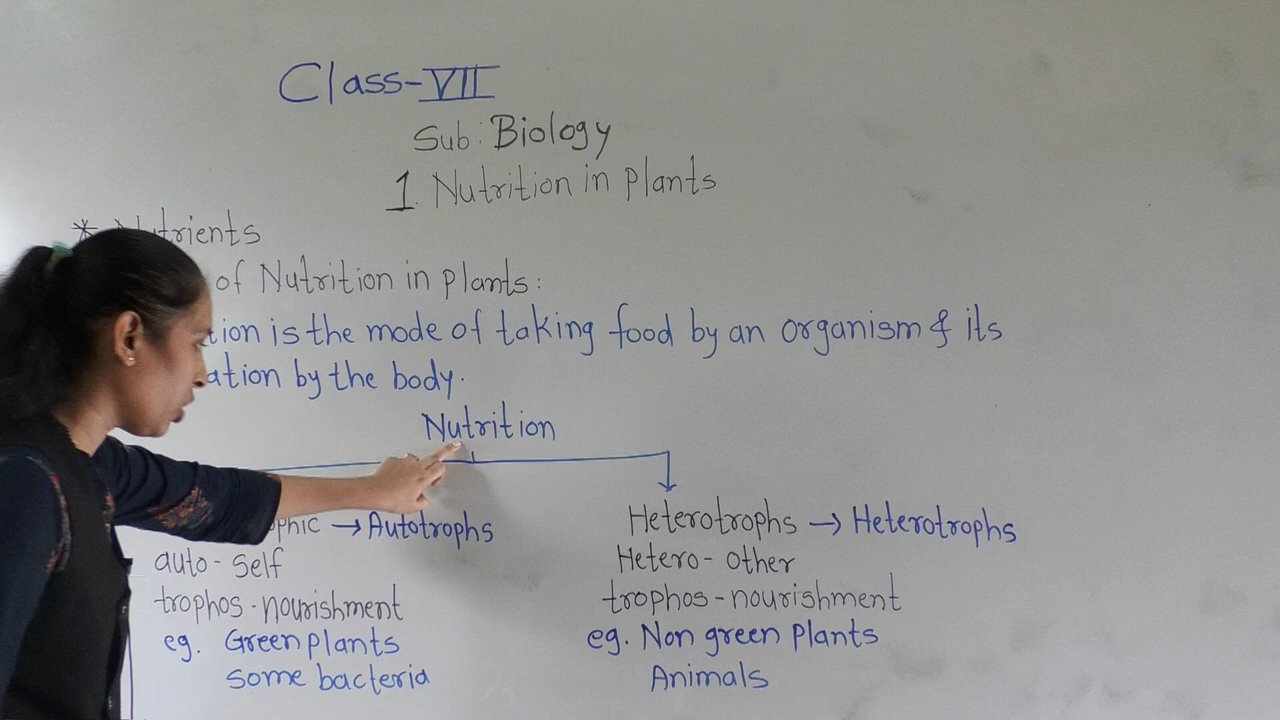 Class-VII
Sub: Biology
1. Nutrition in plants
* Nutrients
of Nutrition in plants:
tion is the mode of taking food by an organism & its
ation by the body.
Nutrition
phic → Autotrophs
auto - self
trophos - nourishment
eg. Green plants
some bacteria
Heterotrophs → Heterotrophs
Hetero - other
trophos - nourishment
eg. Non green plants
Animals